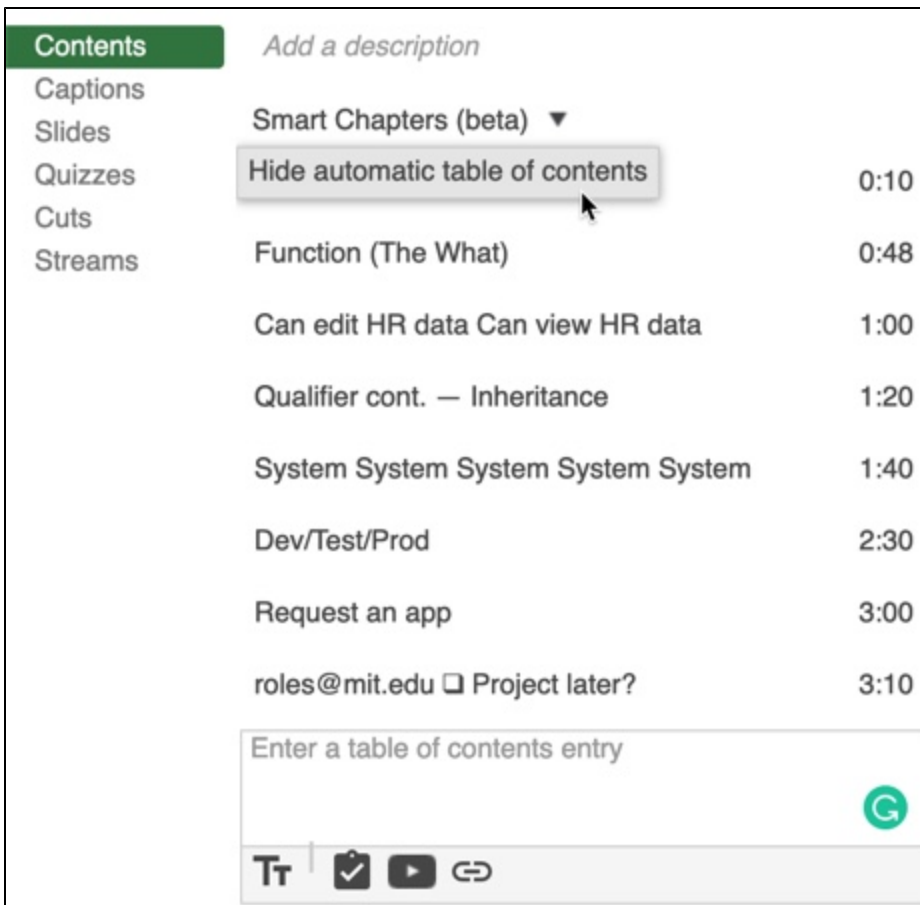 Contents
Captions
Slides
Quizzes
Cuts
Streams
Add a description
Smart Chapters (beta) ▼
Hide automatic table of contents
0:10
Function (The What) 0:48
Can edit HR data Can view HR data 1:00
Qualifier cont. — Inheritance 1:20
System System System System System 1:40
Dev/Test/Prod 2:30
Request an app 3:00
roles@mit.edu ❑ Project later? 3:10
Enter a table of contents entry
TT